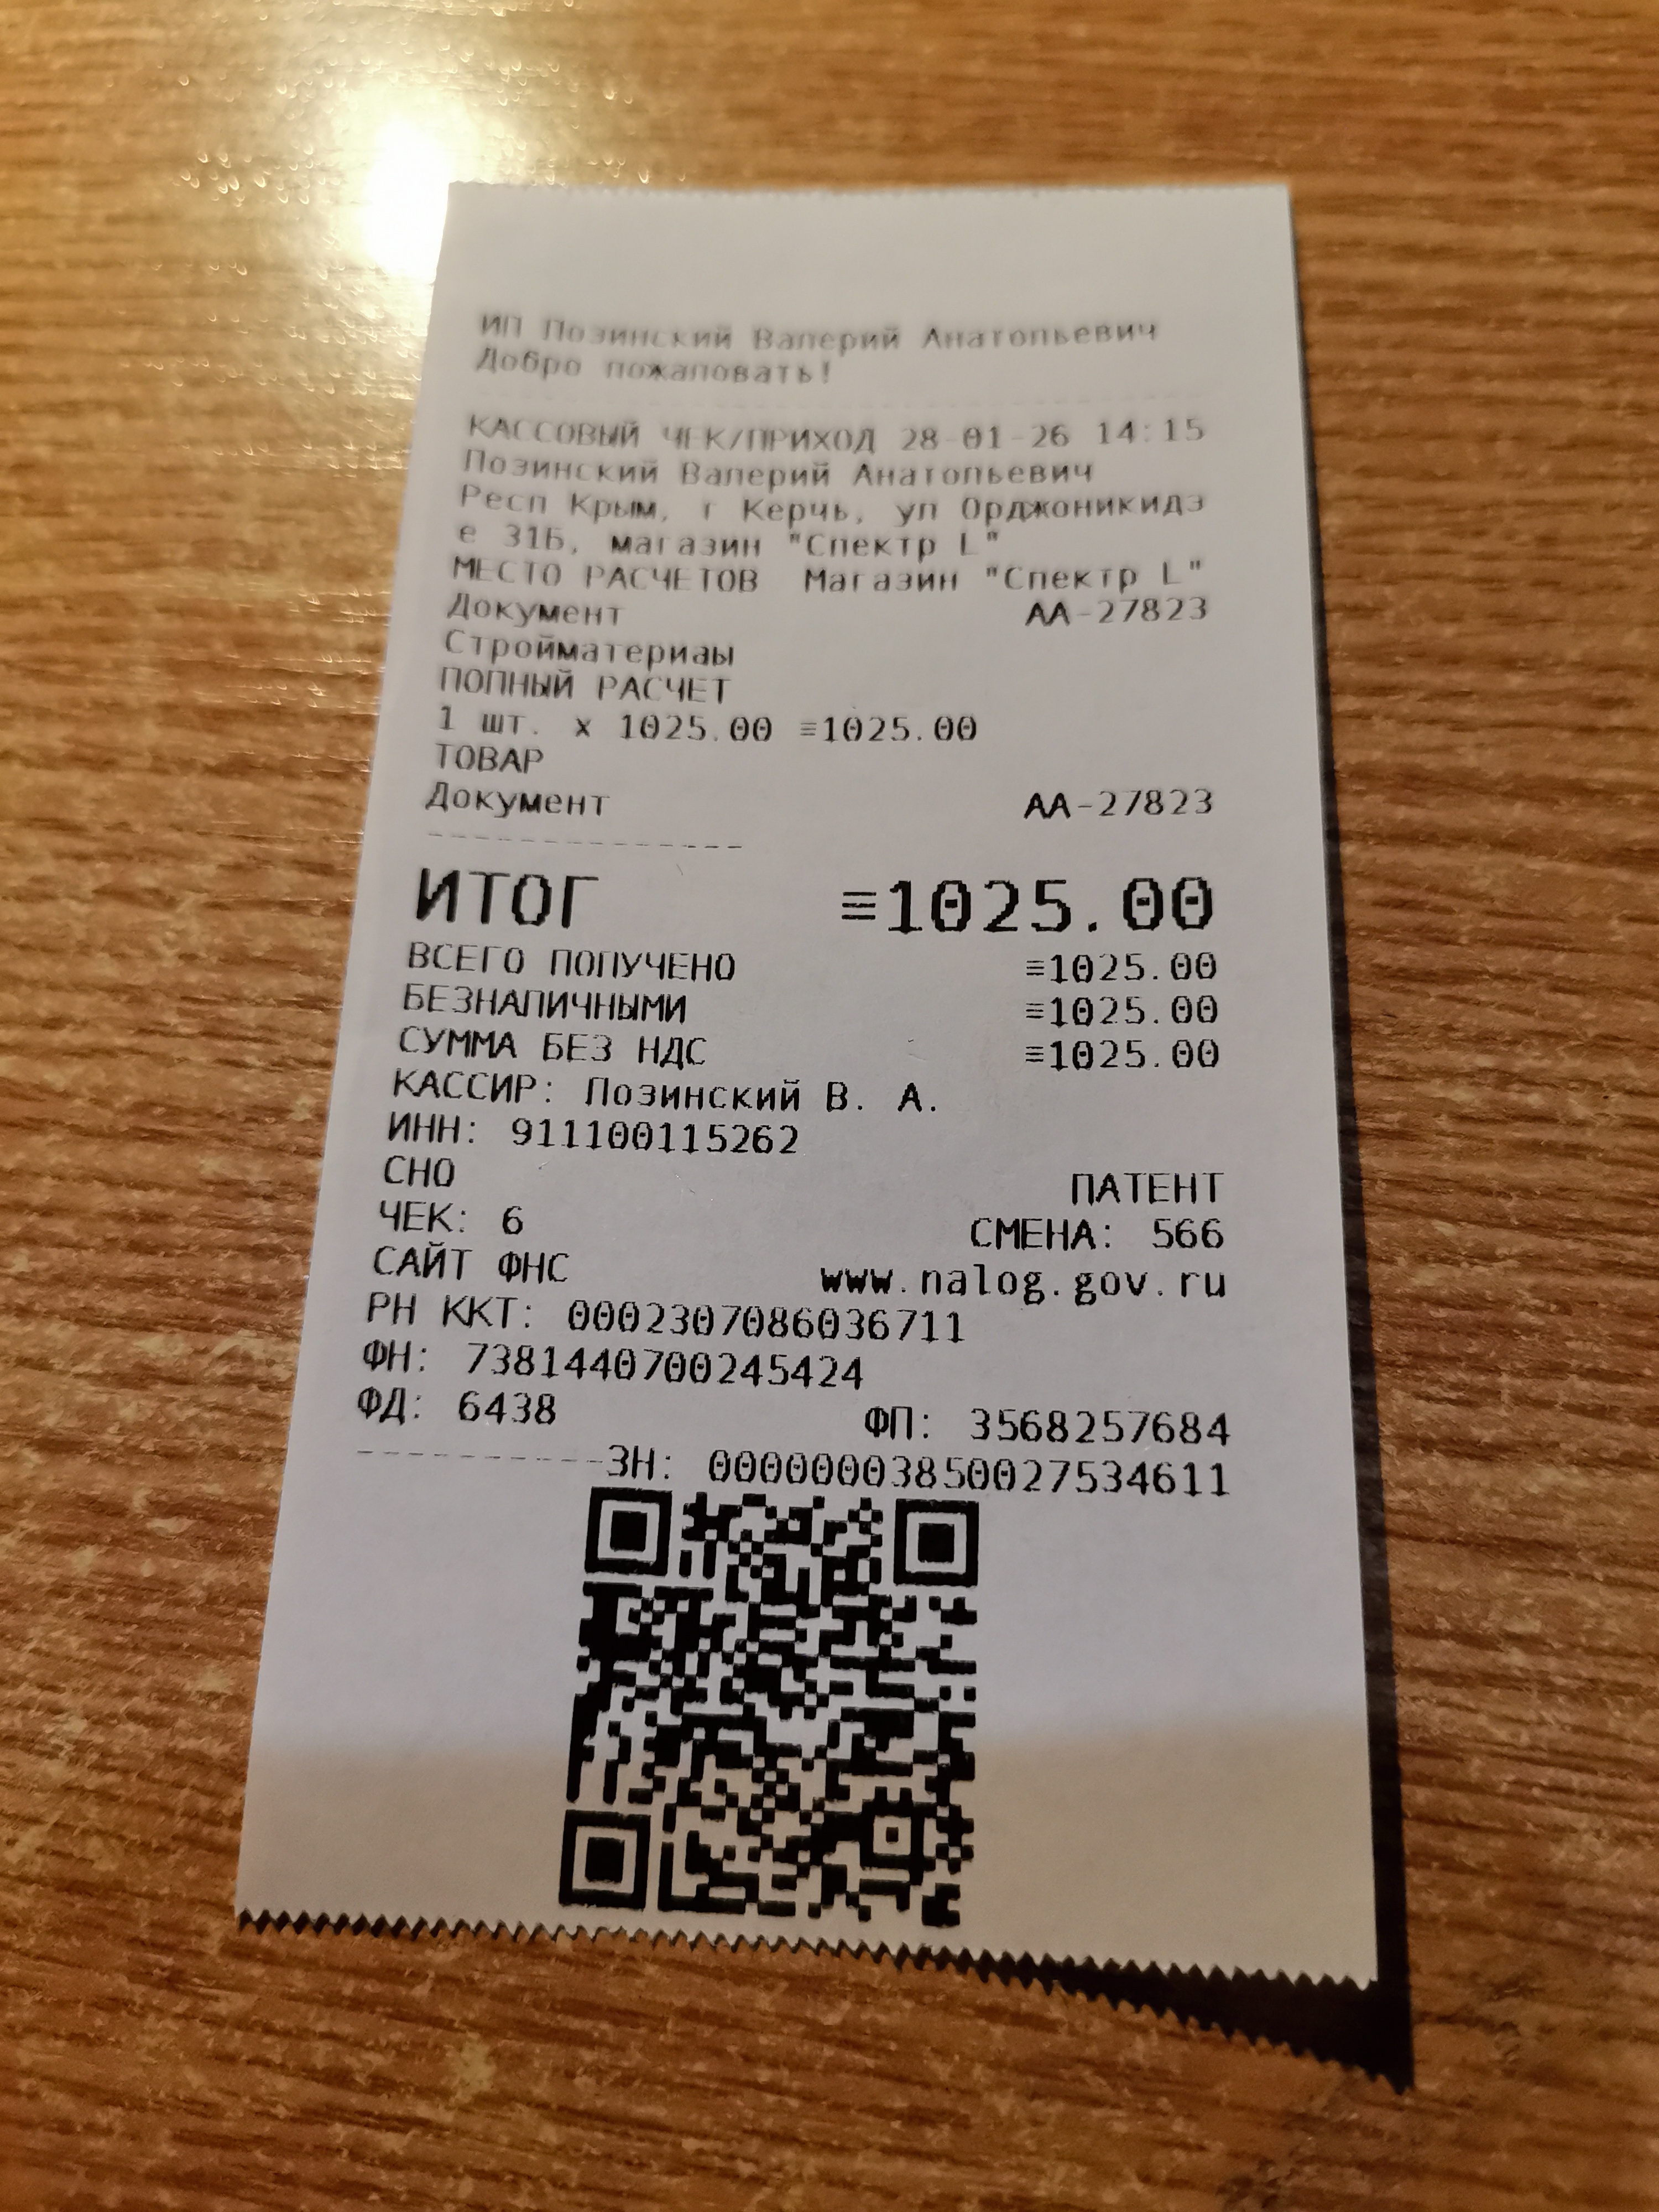 ИП Позинский Валерий Анатольевич
Добро пожаловать!
КАССОВЫЙ ЧЕК/ПРИХОД 28-01-26 14:15
Позинский Валерий Анатольевич
Респ Крым, г Керчь, ул Орджоникидз
е 31Б, магазин "Спектр L"
МЕСТО РАСЧЕТОВ Магазин "Спектр L"
Документ АА-27823
Стройматериаы
ПОЛНЫЙ РАСЧЕТ
1 шт. х 1025.00 ≡1025.00
ТОВАР
Документ АА-27823
ИТОГ ≡1025.00
ВСЕГО ПОЛУЧЕНО ≡1025.00
БЕЗНАЛИЧНЫМИ ≡1025.00
СУММА БЕЗ НДС ≡1025.00
КАССИР: Позинский В. А.
ИНН: 911100115262
СНО ПАТЕНТ
ЧЕК: 6 СМЕНА: 566
САЙТ ФНС www.nalog.gov.ru
РН ККТ: 0002307086036711
ФН: 7381440700245424
ФД: 6438 ФП: 3568257684
ЗН: 00000003850027534611